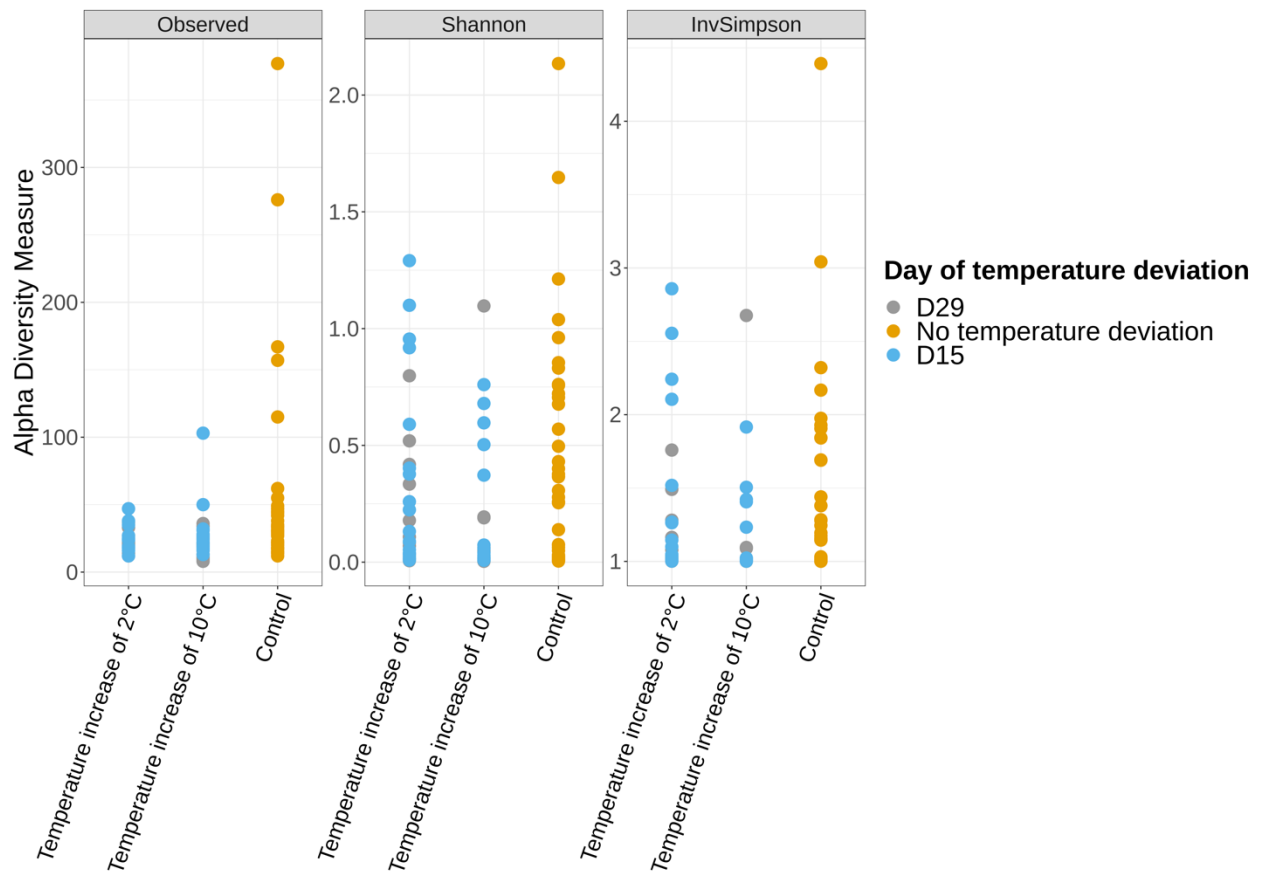 Observed
Shannon
InvSimpson
Alpha Diversity Measure
300
200
100
0
2.0
1.5
1.0
0.5
0.0
4
3
2
1
Temperature increase of 2°C
Temperature increase of 10°C
Control
Temperature increase of 2°C
Temperature increase of 10°C
Control
Temperature increase of 2°C
Temperature increase of 10°C
Control
Day of temperature deviation
D29
No temperature deviation
D15